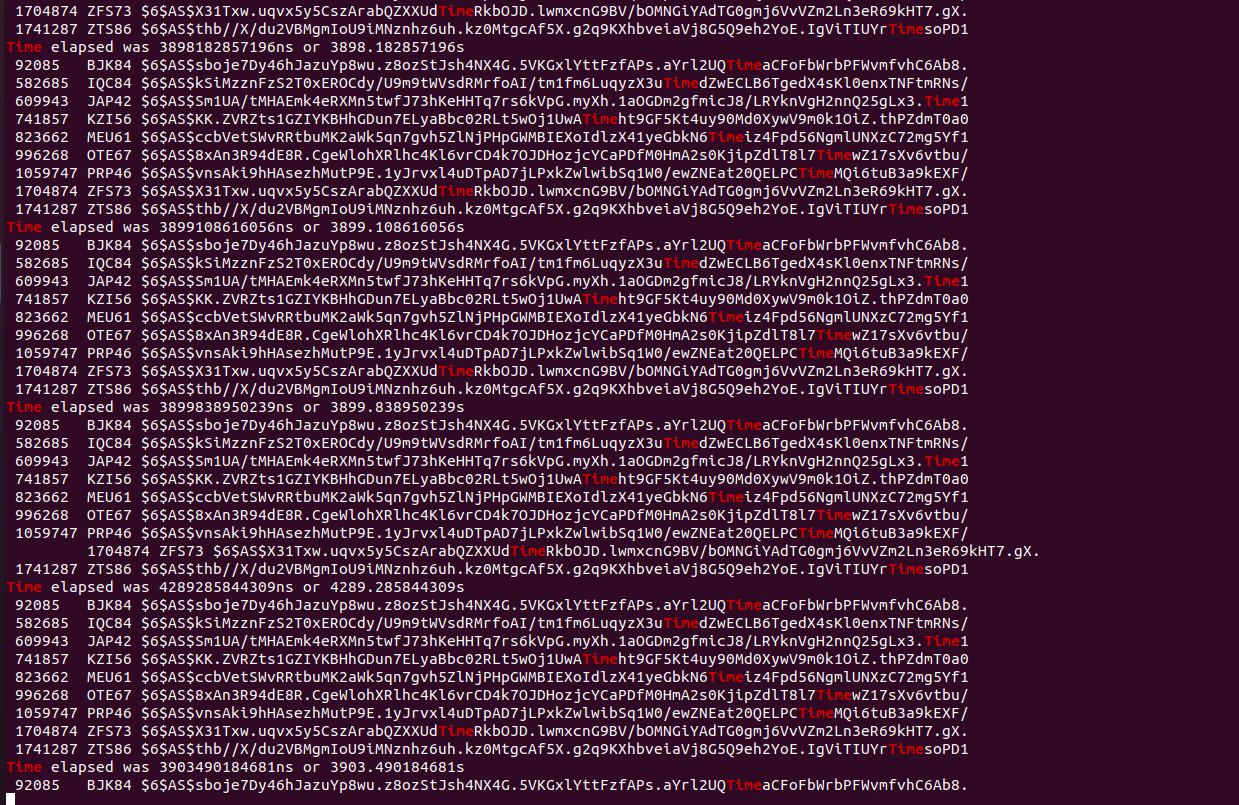 1704874 ZFS73 $6$AS$X31Txw.uqvx5y5CszArabQZXXUdTimeRkbOJD.lwmxcnG9BV/bOMNGiYAdTG0gmj6VvVZm2Ln3eR69kHT7.gX.
1741287 ZTS86 $6$AS$thb//X/du2VBMgmIoU9iMNznhz6uh.kz0MtgcAf5X.g2q9KXhbveiaVj8G5Q9eh2YoE.IgViTIUYrTimesoPD1
Time elapsed was 3898182857196ns or 3898.182857196s
92085   BJK84 $6$AS$sboje7Dy46hJazuYp8wu.z8ozStJsh4NX4G.5VKGxlYttFzfAPs.aYrl2UQTimeaCFoFbWrbPFWvmfvhC6Ab8.
582685  IQC84 $6$AS$kSiMzznFzS2T0xEROCdy/U9m9tWVsdRMrfoAI/tm1fm6LuqyzX3uTimedZwECLB6TgedX4sKl0enxTNFtmRNs/
609943  JAP42 $6$AS$Sm1UA/tMHAEmk4eRXMn5twfJ73hKeHHTq7rs6kVpG.myXh.1aOGDm2gfmicJ8/LRYknVgH2nnQ25gLx3.Time1
741857  KZI56 $6$AS$KK.ZVRZts1GZIYKBHhGDun7ELyaBbc02RLt5wOj1UwATimeht9GF5Kt4uy90Md0XywV9m0k1OiZ.thPZdmT0a0
823662  MEU61 $6$AS$ccbVetSWvRRtbuMK2aWk5qn7gvh5ZlNjPHpGWMBIEXoIdlzX41yeGbkN6Timeiz4Fpd56NgmlUNXzC72mg5Yf1
996268  OTE67 $6$AS$8xAn3R94dE8R.CgeWlohXRlhc4Kl6vrCD4k7OJDHozjcYCaPDfM0HmA2s0KjipZdlT8l7TimewZ17sXv6vtbu/
1059747 PRP46 $6$AS$vnsAki9hHAsezhMutP9E.1yJrvxl4uDTpAD7jLPxkZwlwibSq1W0/ewZNEat20QELPCTimeMQi6tuB3a9kEXF/
1704874 ZFS73 $6$AS$X31Txw.uqvx5y5CszArabQZXXUdTimeRkbOJD.lwmxcnG9BV/bOMNGiYAdTG0gmj6VvVZm2Ln3eR69kHT7.gX.
1741287 ZTS86 $6$AS$thb//X/du2VBMgmIoU9iMNznhz6uh.kz0MtgcAf5X.g2q9KXhbveiaVj8G5Q9eh2YoE.IgViTIUYrTimesoPD1
Time elapsed was 3899108616056ns or 3899.108616056s
92085   BJK84 $6$AS$sboje7Dy46hJazuYp8wu.z8ozStJsh4NX4G.5VKGxlYttFzfAPs.aYrl2UQTimeaCFoFbWrbPFWvmfvhC6Ab8.
582685  IQC84 $6$AS$kSiMzznFzS2T0xEROCdy/U9m9tWVsdRMrfoAI/tm1fm6LuqyzX3uTimedZwECLB6TgedX4sKl0enxTNFtmRNs/
609943  JAP42 $6$AS$Sm1UA/tMHAEmk4eRXMn5twfJ73hKeHHTq7rs6kVpG.myXh.1aOGDm2gfmicJ8/LRYknVgH2nnQ25gLx3.Time1
741857  KZI56 $6$AS$KK.ZVRZts1GZIYKBHhGDun7ELyaBbc02RLt5wOj1UwATimeht9GF5Kt4uy90Md0XywV9m0k1OiZ.thPZdmT0a0
823662  MEU61 $6$AS$ccbVetSWvRRtbuMK2aWk5qn7gvh5ZlNjPHpGWMBIEXoIdlzX41yeGbkN6Timeiz4Fpd56NgmlUNXzC72mg5Yf1
996268  OTE67 $6$AS$8xAn3R94dE8R.CgeWlohXRlhc4Kl6vrCD4k7OJDHozjcYCaPDfM0HmA2s0KjipZdlT8l7TimewZ17sXv6vtbu/
1059747 PRP46 $6$AS$vnsAki9hHAsezhMutP9E.1yJrvxl4uDTpAD7jLPxkZwlwibSq1W0/ewZNEat20QELPCTimeMQi6tuB3a9kEXF/
1704874 ZFS73 $6$AS$X31Txw.uqvx5y5CszArabQZXXUdTimeRkbOJD.lwmxcnG9BV/bOMNGiYAdTG0gmj6VvVZm2Ln3eR69kHT7.gX.
1741287 ZTS86 $6$AS$thb//X/du2VBMgmIoU9iMNznhz6uh.kz0MtgcAf5X.g2q9KXhbveiaVj8G5Q9eh2YoE.IgViTIUYrTimesoPD1
Time elapsed was 3899838950239ns or 3899.838950239s
92085   BJK84 $6$AS$sboje7Dy46hJazuYp8wu.z8ozStJsh4NX4G.5VKGxlYttFzfAPs.aYrl2UQTimeaCFoFbWrbPFWvmfvhC6Ab8.
582685  IQC84 $6$AS$kSiMzznFzS2T0xEROCdy/U9m9tWVsdRMrfoAI/tm1fm6LuqyzX3uTimedZwECLB6TgedX4sKl0enxTNFtmRNs/
609943  JAP42 $6$AS$Sm1UA/tMHAEmk4eRXMn5twfJ73hKeHHTq7rs6kVpG.myXh.1aOGDm2gfmicJ8/LRYknVgH2nnQ25gLx3.Time1
741857  KZI56 $6$AS$KK.ZVRZts1GZIYKBHhGDun7ELyaBbc02RLt5wOj1UwATimeht9GF5Kt4uy90Md0XywV9m0k1OiZ.thPZdmT0a0
823662  MEU61 $6$AS$ccbVetSWvRRtbuMK2aWk5qn7gvh5ZlNjPHpGWMBIEXoIdlzX41yeGbkN6Timeiz4Fpd56NgmlUNXzC72mg5Yf1
996268  OTE67 $6$AS$8xAn3R94dE8R.CgeWlohXRlhc4Kl6vrCD4k7OJDHozjcYCaPDfM0HmA2s0KjipZdlT8l7TimewZ17sXv6vtbu/
1059747 PRP46 $6$AS$vnsAki9hHAsezhMutP9E.1yJrvxl4uDTpAD7jLPxkZwlwibSq1W0/ewZNEat20QELPCTimeMQi6tuB3a9kEXF/
1704874 ZFS73 $6$AS$X31Txw.uqvx5y5CszArabQZXXUdTimeRkbOJD.lwmxcnG9BV/bOMNGiYAdTG0gmj6VvVZm2Ln3eR69kHT7.gX.
1741287 ZTS86 $6$AS$thb//X/du2VBMgmIoU9iMNznhz6uh.kz0MtgcAf5X.g2q9KXhbveiaVj8G5Q9eh2YoE.IgViTIUYrTimesoPD1
Time elapsed was 4289285844309ns or 4289.285844309s
92085   BJK84 $6$AS$sboje7Dy46hJazuYp8wu.z8ozStJsh4NX4G.5VKGxlYttFzfAPs.aYrl2UQTimeaCFoFbWrbPFWvmfvhC6Ab8.
582685  IQC84 $6$AS$kSiMzznFzS2T0xEROCdy/U9m9tWVsdRMrfoAI/tm1fm6LuqyzX3uTimedZwECLB6TgedX4sKl0enxTNFtmRNs/
609943  JAP42 $6$AS$Sm1UA/tMHAEmk4eRXMn5twfJ73hKeHHTq7rs6kVpG.myXh.1aOGDm2gfmicJ8/LRYknVgH2nnQ25gLx3.Time1
741857  KZI56 $6$AS$KK.ZVRZts1GZIYKBHhGDun7ELyaBbc02RLt5wOj1UwATimeht9GF5Kt4uy90Md0XywV9m0k1OiZ.thPZdmT0a0
823662  MEU61 $6$AS$ccbVetSWvRRtbuMK2aWk5qn7gvh5ZlNjPHpGWMBIEXoIdlzX41yeGbkN6Timeiz4Fpd56NgmlUNXzC72mg5Yf1
996268  OTE67 $6$AS$8xAn3R94dE8R.CgeWlohXRlhc4Kl6vrCD4k7OJDHozjcYCaPDfM0HmA2s0KjipZdlT8l7TimewZ17sXv6vtbu/
1059747 PRP46 $6$AS$vnsAki9hHAsezhMutP9E.1yJrvxl4uDTpAD7jLPxkZwlwibSq1W0/ewZNEat20QELPCTimeMQi6tuB3a9kEXF/
1704874 ZFS73 $6$AS$X31Txw.uqvx5y5CszArabQZXXUdTimeRkbOJD.lwmxcnG9BV/bOMNGiYAdTG0gmj6VvVZm2Ln3eR69kHT7.gX.
1741287 ZTS86 $6$AS$thb//X/du2VBMgmIoU9iMNznhz6uh.kz0MtgcAf5X.g2q9KXhbveiaVj8G5Q9eh2YoE.IgViTIUYrTimesoPD1
Time elapsed was 3903490184681ns or 3903.490184681s
92085   BJK84 $6$AS$sboje7Dy46hJazuYp8wu.z8ozStJsh4NX4G.5VKGxlYttFzfAPs.aYrl2UQTimeaCFoFbWrbPFWvmfvhC6Ab8.